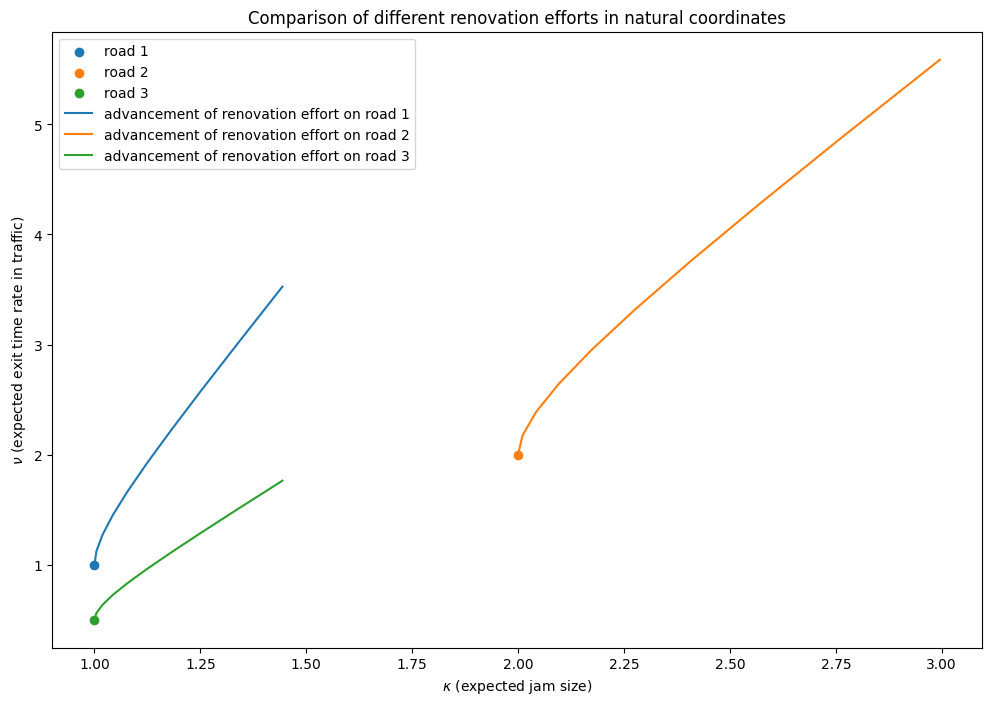 Comparison of different renovation efforts in natural coordinates
road 1
road 2
road 3
advancement of renovation effort on road 1
advancement of renovation effort on road 2
advancement of renovation effort on road 3
ν (expected exit time rate in traffic)
5
4
3
2
1
1.00 1.25 1.50 1.75 2.00 2.25 2.50 2.75 3.00
κ (expected jam size)